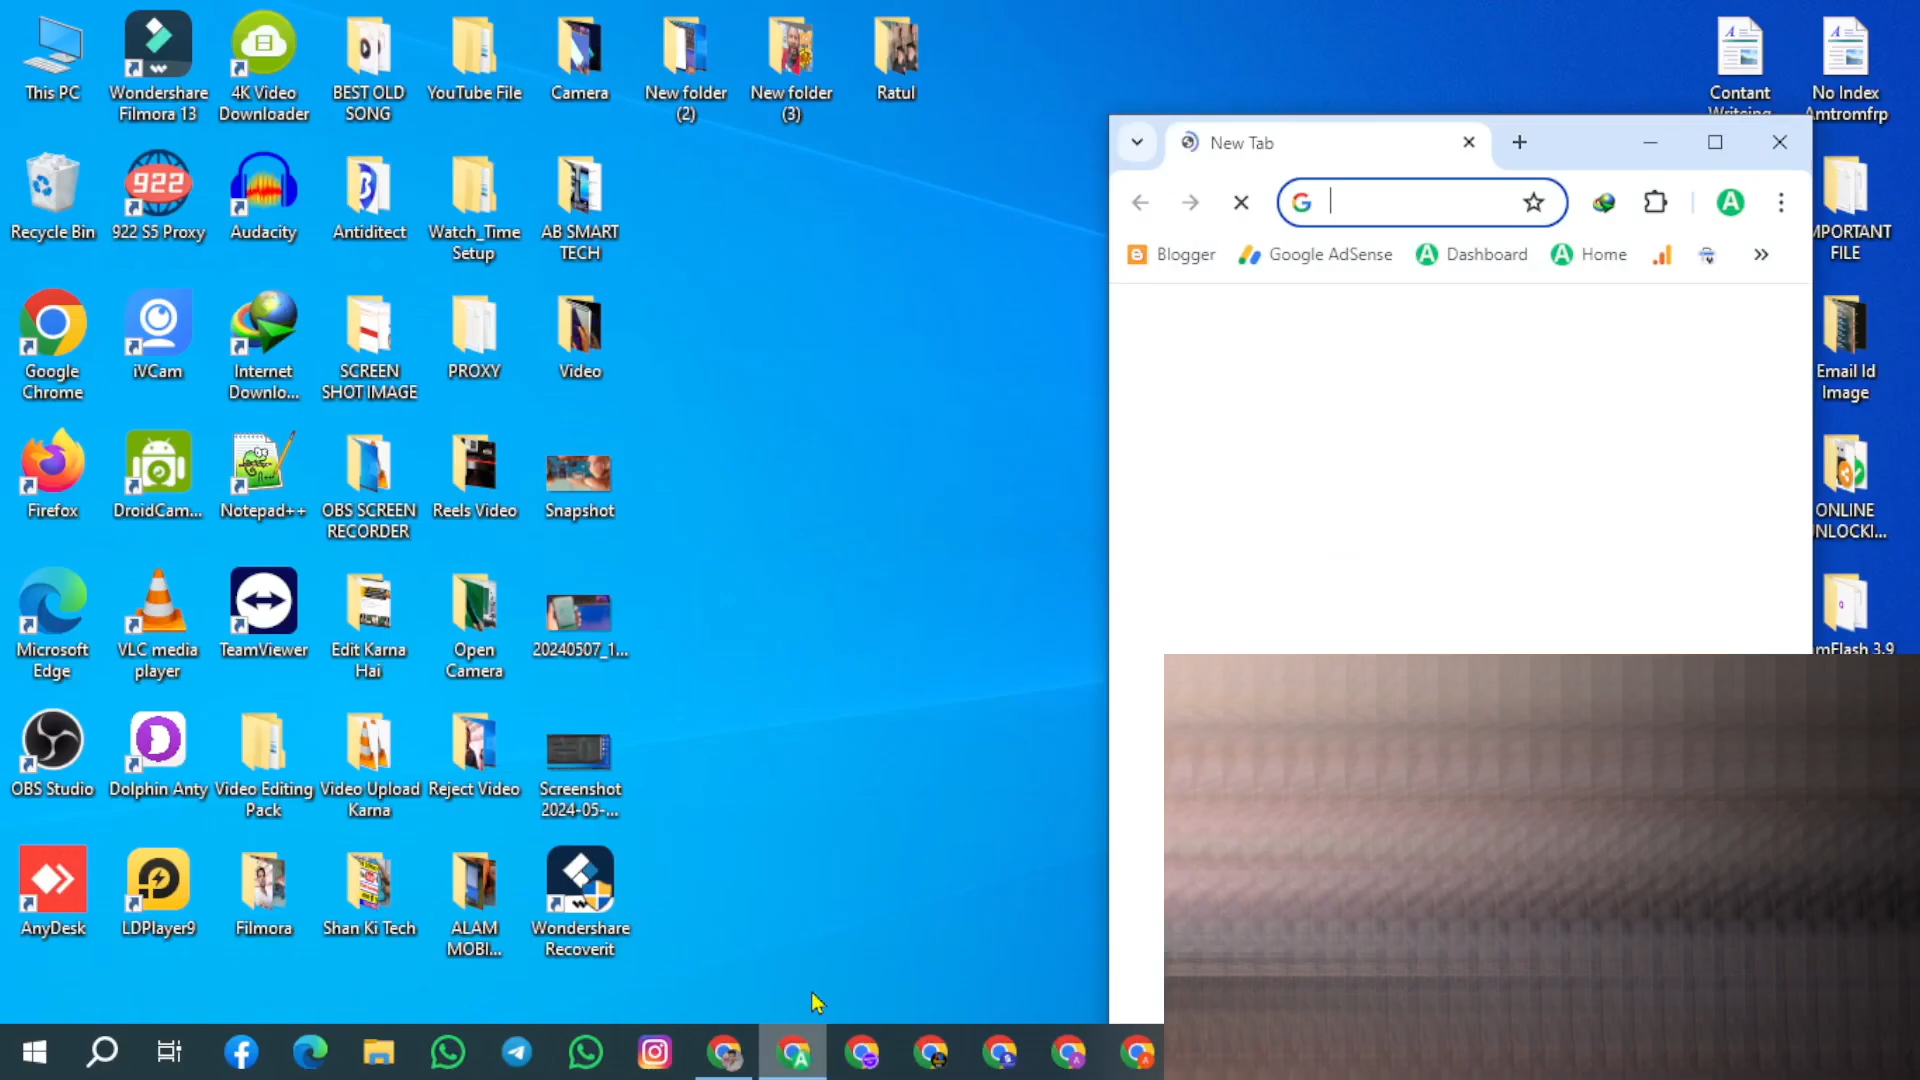 This PC
Wondershare
Filmora 13
4K Video
Downloader
BEST OLD
SONG
YouTube File
Camera
New folder
(2)
New folder
(3)
Ratul
Contant
Writeing
No Index
Amtromfrp
New Tab
Recycle Bin
922
922 S5 Proxy
Audacity
Antiditect
Watch_Time
Setup
AB SMART
TECH
A
MPORTANT
FILE
Blogger
Google AdSense
Dashboard
Home
»
Google
Chrome
iVCam
Internet
Downlo...
SCREEN
SHOT IMAGE
PROXY
Video
Email Id
Image
Firefox
DroidCam...
Notepad++
OBS SCREEN
RECORDER
Reels Video
Snapshot
ONLINE
UNLOCKI...
Microsoft
Edge
VLC media
player
TeamViewer
Edit Karna
Hai
Open
Camera
20240507_1...
mFlash 3.9
OBS Studio
Dolphin Anty
Video Editing
Pack
Video Upload
Karna
Reject Video
Screenshot
2024-05-...
AnyDesk
LDPlayer9
Filmora
Shan Ki Tech
ALAM
MOBI...
Wondershare
Recoverit